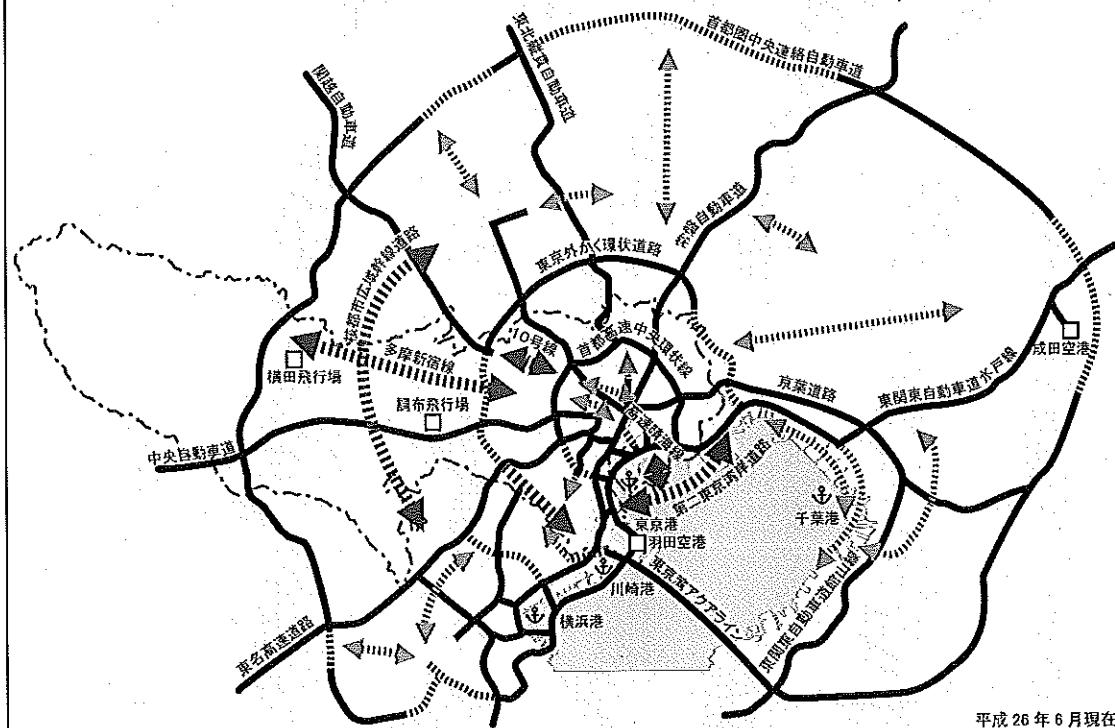 首都圏中央連絡自動車道
東北縦貫自動車道
関越自動車道
常磐自動車道
東京外かく環状道路
核都市広域幹線道路
10号線
首都高速中央環状線
多摩新宿線
横田飛行場
調布飛行場
成田空港
京葉道路
東関東自動車道水戸線
高速晴海線
中央自動車道
第二東京湾岸道路
千葉港
東京港
羽田空港
川崎港
東京湾アクアライン
東関東自動車道館山線
横浜港
東名高速道路
平成26年6月現在